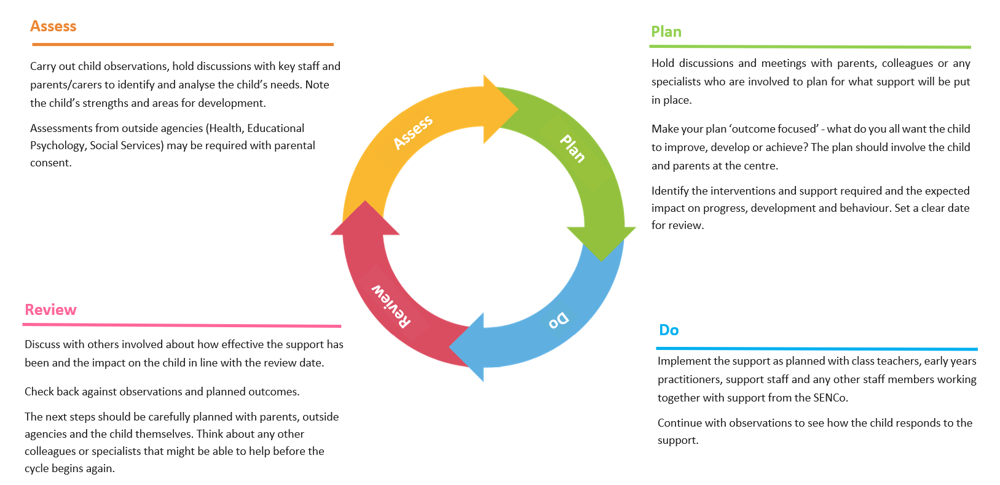 Assess
Carry out child observations, hold discussions with key staff and
parents/carers to identify and analyse the child’s needs. Note
the child’s strengths and areas for development.
Assessments from outside agencies (Health, Educational
Psychology, Social Services) may be required with parental
consent.
Plan
Hold discussions and meetings with parents, colleagues or any
specialists who are involved to plan for what support will be put
in place.
Make your plan ‘outcome focused’ - what do you all want the child
to improve, develop or achieve? The plan should involve the child
and parents at the centre.
Identify the interventions and support required and the expected
impact on progress, development and behaviour. Set a clear date
for review.
Assess
Plan
Do
Review
Review
Discuss with others involved about how effective the support has
been and the impact on the child in line with the review date.
Check back against observations and planned outcomes.
The next steps should be carefully planned with parents, outside
agencies and the child themselves. Think about any other
colleagues or specialists that might be able to help before the
cycle begins again.
Do
Implement the support as planned with class teachers, early years
practitioners, support staff and any other staff members working
together with support from the SENCo.
Continue with observations to see how the child responds to the
support.